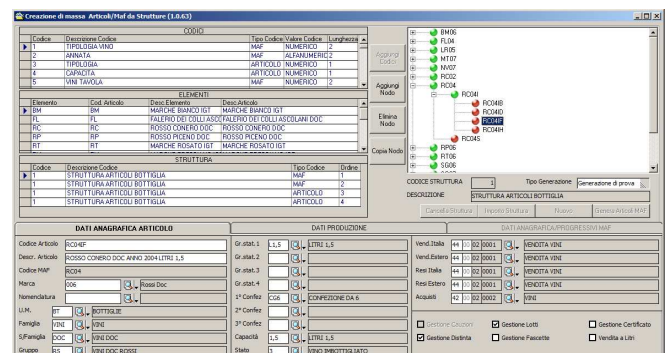 Creazione di massa Articoli/Maf da Strutture (1.0.63)
CODICI
Codice Descrizione Codice Tipo Codice Valore Codice Lunghezza
1 TIPOLOGIA VINO MAF NUMERICO 2
2 ANNATA MAF ALFANUMERIC 2
3 TIPOLOGIA ARTICOLO NUMERICO 1
4 CAPACITA ARTICOLO NUMERICO 1
5 VINI TAVOLA MAF NUMERICO 2
ELEMENTI
Elemento Cod. Articolo Desc.Elemento Desc.Articolo
BM BM MARCHE BIANCO IGT MARCHE BIANCO IGT
FL FL FALERIO DEI COLLI ASCO FALERIO DEI COLLI ASCOLANI DOC
RC RC ROSSO CONERO DOC ROSSO CONERO DOC
RP RP ROSSO PICENO DOC ROSSO PICENO DOC
RT RT MARCHE ROSATO IGT MARCHE ROSATO IGT
STRUTTURA
Codice Descrizione Codice Tipo Codice Ordine
1 STRUTTURA ARTICOLI BOTTIGLIA MAF 1
1 STRUTTURA ARTICOLI BOTTIGLIA MAF 2
1 STRUTTURA ARTICOLI BOTTIGLIA ARTICOLO 3
1 STRUTTURA ARTICOLI BOTTIGLIA ARTICOLO 4
Aggiungi Codici
Aggiungi Nodo
Elimina Nodo
Copia Nodo
BM06
FL04
LR05
MT07
NV07
RC02
RC04
RC04I
RC04IB
RC04ID
RC04IF
RC04IH
RC04S
RP06
RT06
SG06
CODICE STRUTTURA 1 Tipo Generazione Generazione di prova
DESCRIZIONE STRUTTURA ARTICOLI BOTTIGLIA
Cancella Struttura Importa Struttura Nuovo Genera Articoli MAF
DATI ANAGRAFICA ARTICOLO DATI PRODUZIONE DATI ANAGRAFICA/PROGRESSIVI MAF
Codice Articolo RC04IF Gr.stat.1 L1,5 LITRI 1,5 Vend.Italia 44 00 02 0001 VENDITA VINI
Descr. Articolo ROSSO CONERO DOC ANNO 2004 LITRI 1,5 Gr.stat.2 Vend.Estero 44 00 02 0001 VENDITA VINI
Codice MAF RC04 Gr.stat.3 Resi Italia 44 00 02 0001 VENDITA VINI
Marca 006 Rossi Doc Gr.stat.4 Resi Estero 44 00 02 0001 VENDITA VINI
Nomenclatura 1° Confez CG6 CONFEZIONE DA 6 Acquisti 42 00 02 0002 VINI
U.M. BT BOTTIGLIE 2° Confez
Famiglia VINI VINI 3° Confez Gestione Cauzioni Gestione Lotti Gestione Certificato
S/Famiglia DOC VINI DOC Capacità 1,5 LITRI 1,5 Gestione Distinta Gestione Fascette Vendita a Litri
Gruppo RS VINI DOC ROSSI Stato 3 VINO IMBOTTIGLIATO